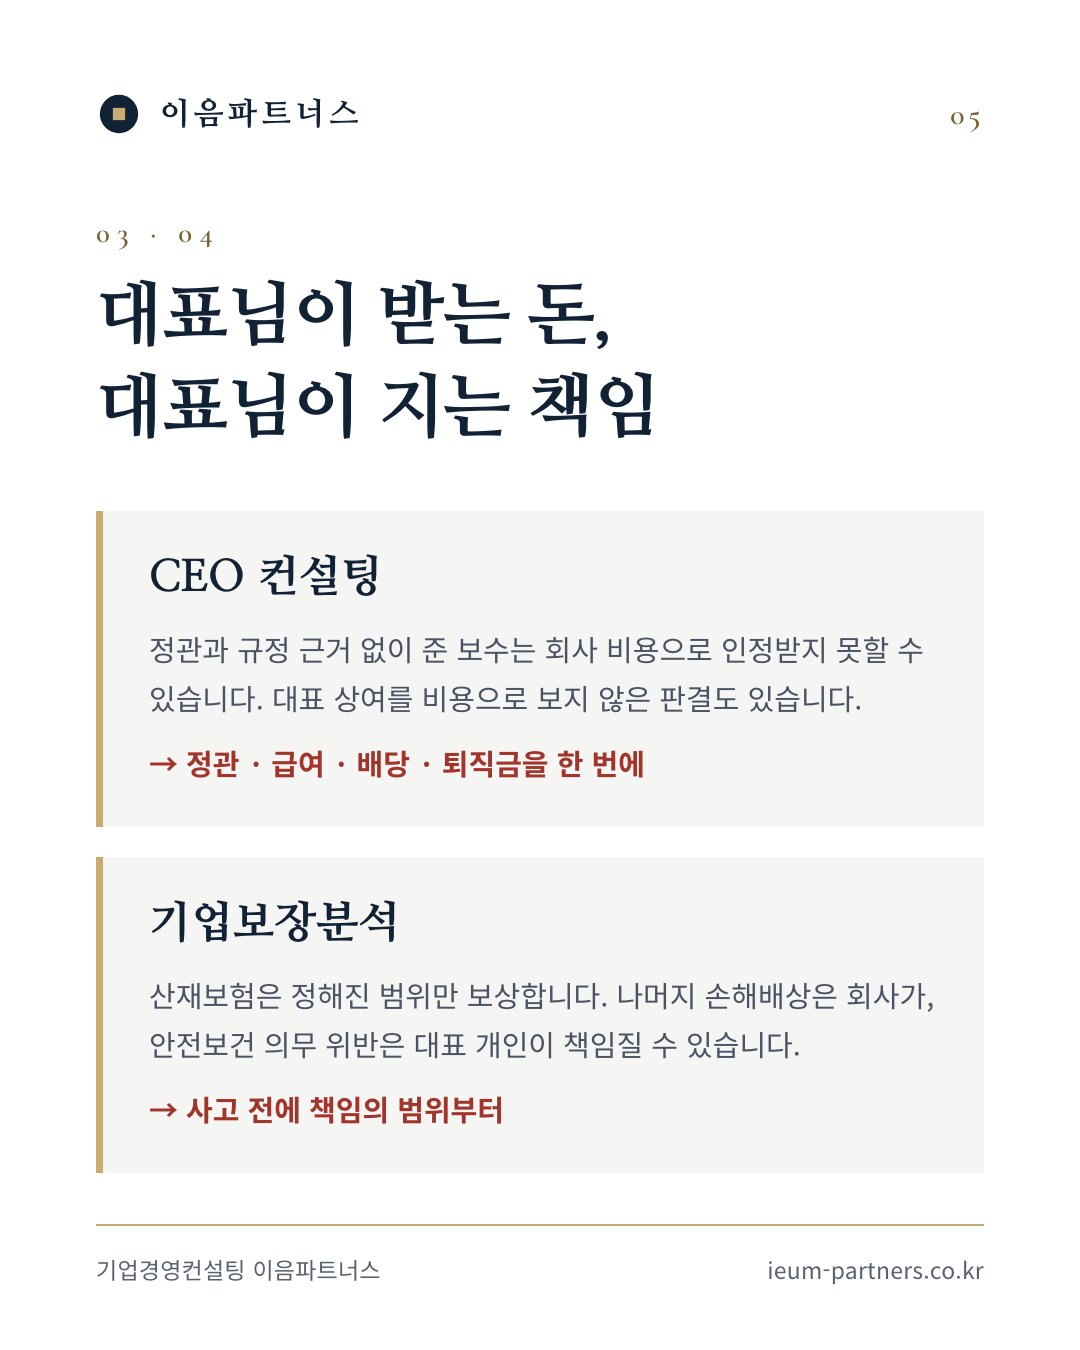 이음파트너스
05
03 · 04
대표님이 받는 돈,
대표님이 지는 책임
CEO 컨설팅
정관과 규정 근거 없이 준 보수는 회사 비용으로 인정받지 못할 수
있습니다. 대표 상여를 비용으로 보지 않은 판결도 있습니다.
→ 정관 · 급여 · 배당 · 퇴직금을 한 번에
기업보장분석
산재보험은 정해진 범위만 보상합니다. 나머지 손해배상은 회사가,
안전보건 의무 위반은 대표 개인이 책임질 수 있습니다.
→ 사고 전에 책임의 범위부터
기업경영컨설팅 이음파트너스
ieum-partners.co.kr